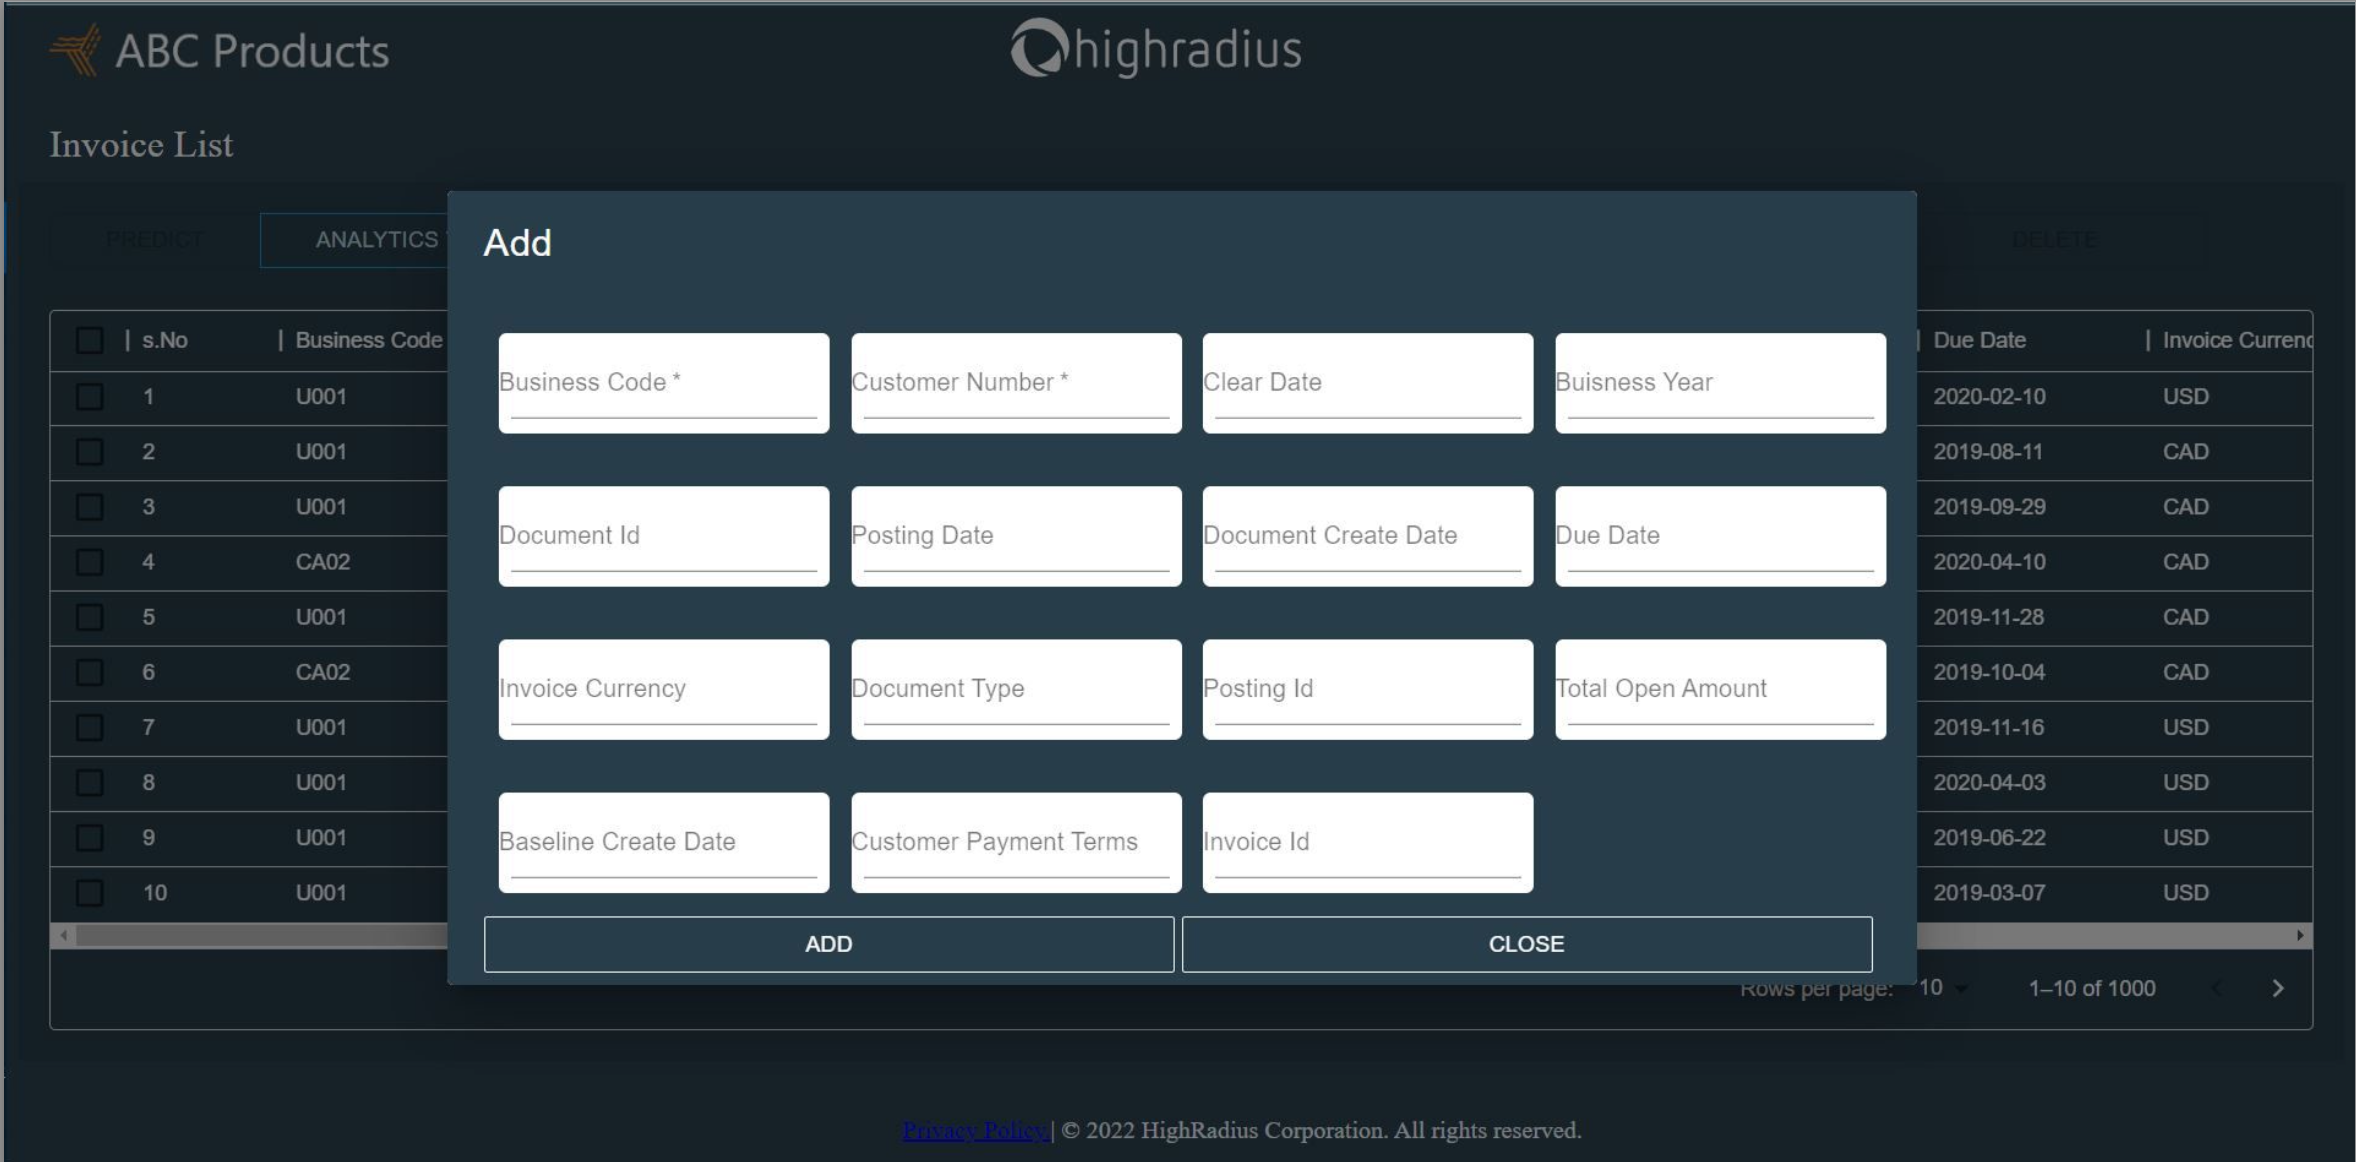 ABC Products
highradius
Invoice List
PREDICT
ANALYTICS
DELETE
Add
Business Code *
Customer Number *
Clear Date
Buisness Year
Document Id
Posting Date
Document Create Date
Due Date
Invoice Currency
Document Type
Posting Id
Total Open Amount
Baseline Create Date
Customer Payment Terms
Invoice Id
ADD
CLOSE
s.No Business Code Due Date Invoice Currenc
1 U001 2020-02-10 USD
2 U001 2019-08-11 CAD
3 U001 2019-09-29 CAD
4 CA02 2020-04-10 CAD
5 U001 2019-11-28 CAD
6 CA02 2019-10-04 CAD
7 U001 2019-11-16 USD
8 U001 2020-04-03 USD
9 U001 2019-06-22 USD
10 U001 2019-03-07 USD
Rows per page: 10 1–10 of 1000
Privacy Policy | © 2022 HighRadius Corporation. All rights reserved.